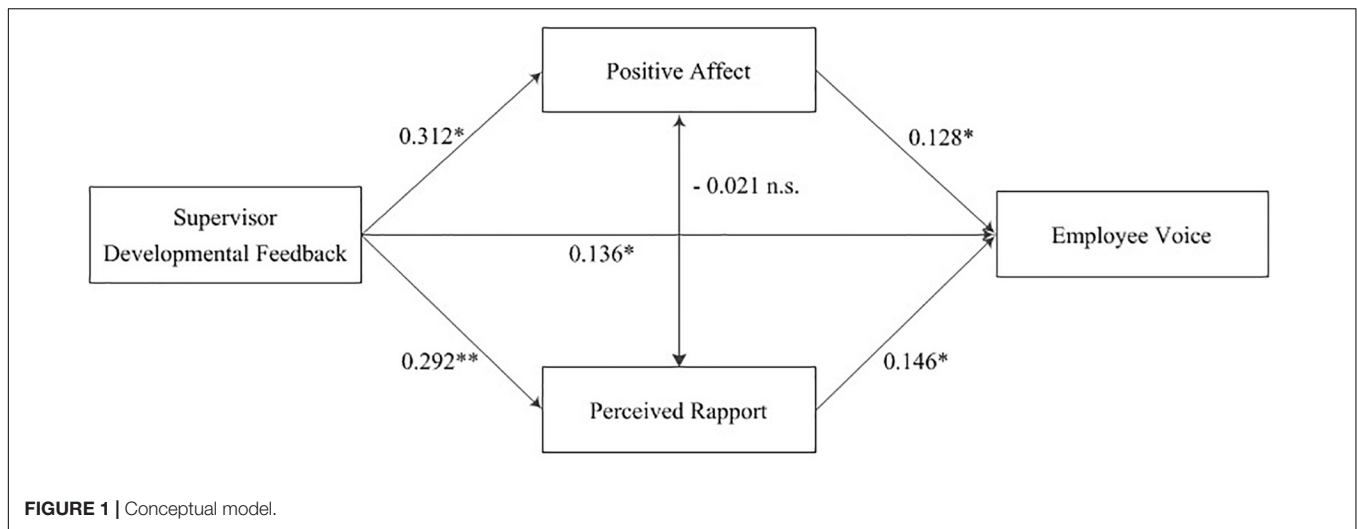 Positive Affect
0.312*
0.128*
- 0.021 n.s.
Supervisor
Developmental Feedback
0.136*
Employee Voice
0.292**
0.146*
Perceived Rapport
FIGURE 1 | Conceptual model.